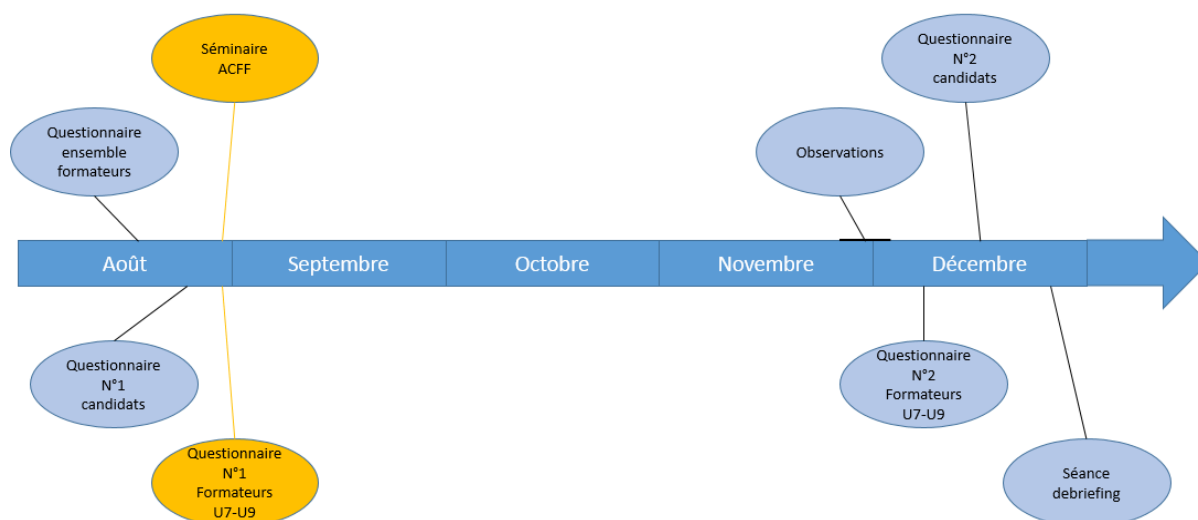 Séminaire
ACFF
Questionnaire
N°2
candidats
Questionnaire
ensemble
formateurs
Observations
Août
Septembre
Octobre
Novembre
Décembre
Questionnaire
N°1
candidats
Questionnaire
N°2
Formateurs
U7-U9
Questionnaire
N°1
Formateurs
U7-U9
Séance
debriefing